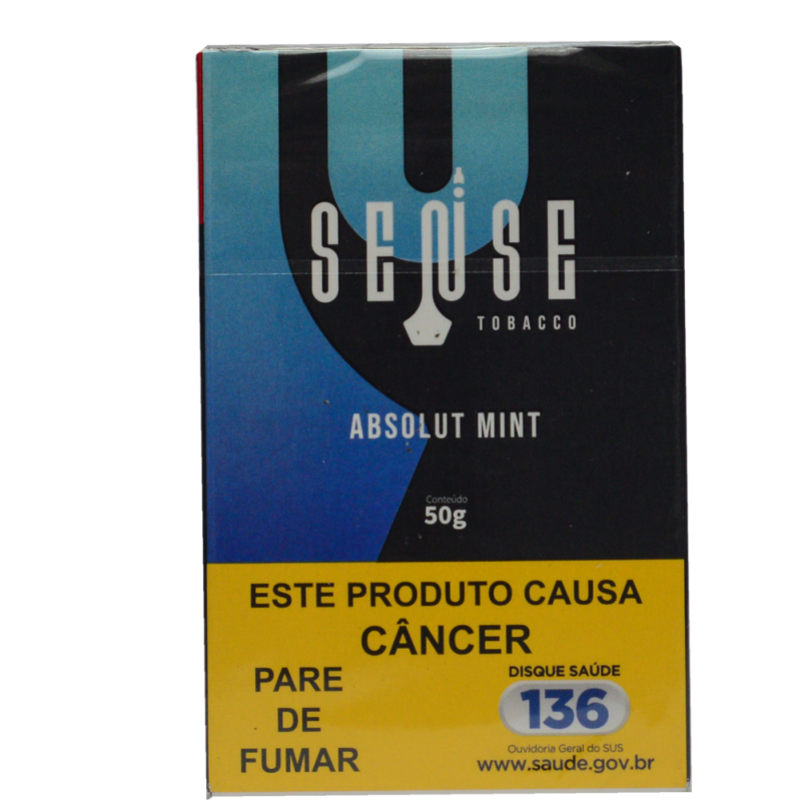 SENSE
TOBACCO
ABSOLUT MINT
Conteúdo
50g
ESTE PRODUTO CAUSA
CÂNCER
PARE
DE
FUMAR
DISQUE SAÚDE
136
Ouvidoria Geral do SUS
www.saude.gov.br